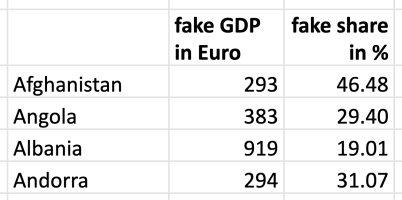 fake GDP fake share
in Euro in %
Afghanistan 293 46.48
Angola 383 29.40
Albania 919 19.01
Andorra 294 31.07